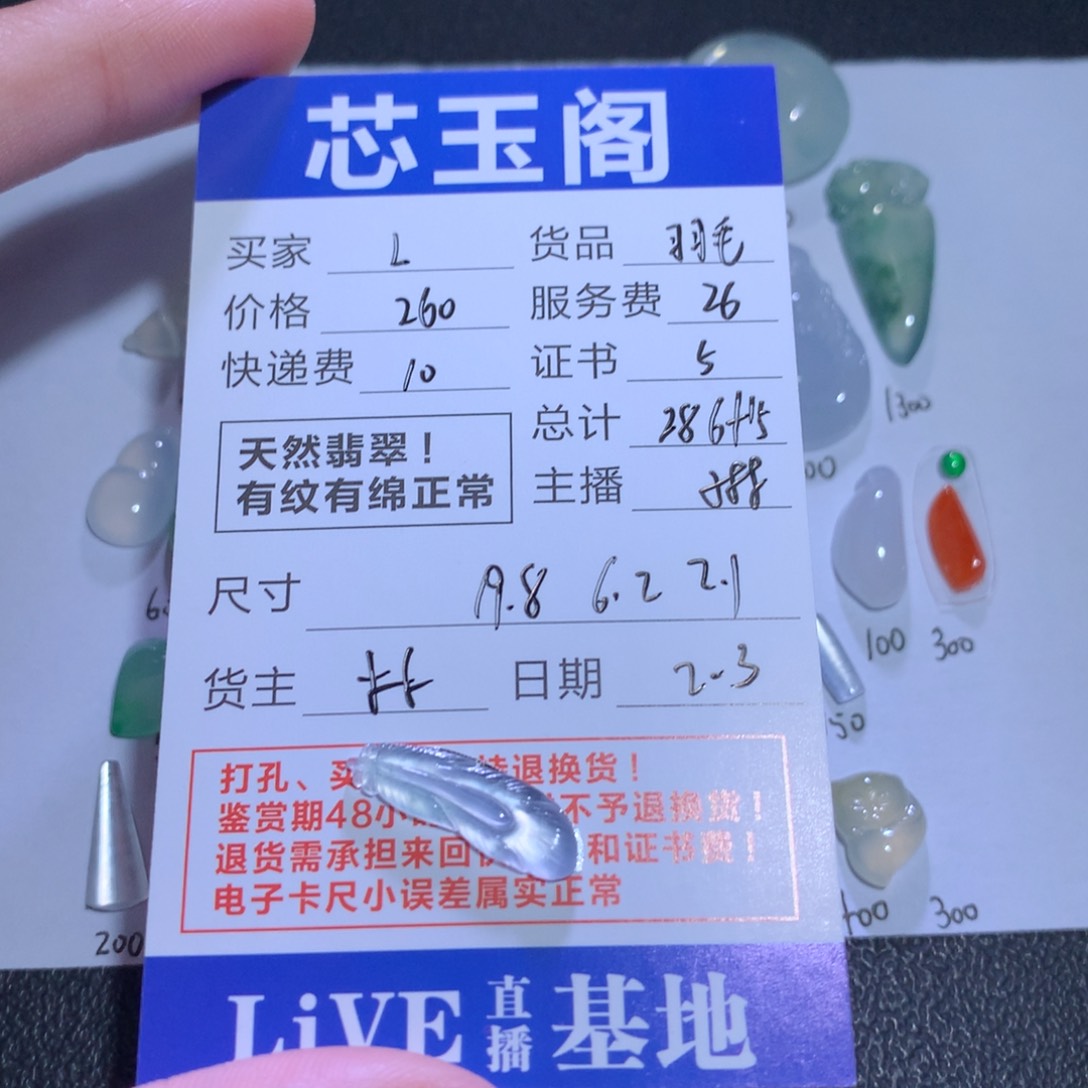 芯玉阁
买家 L 货品 羽毛
价格 260 服务费 26
快递费 10 证书 5
总计 286+15
天然翡翠！
有纹有绵正常
主播
尺寸 19.8 6.2 2.1
货主 日期 2-3
打孔、 退换货！
鉴赏期48小 不予退换货！
退货需承担来回 和证书费！
电子卡尺小误差属实正常
LiVE 直播 基地
1300
100 300
50
200
300